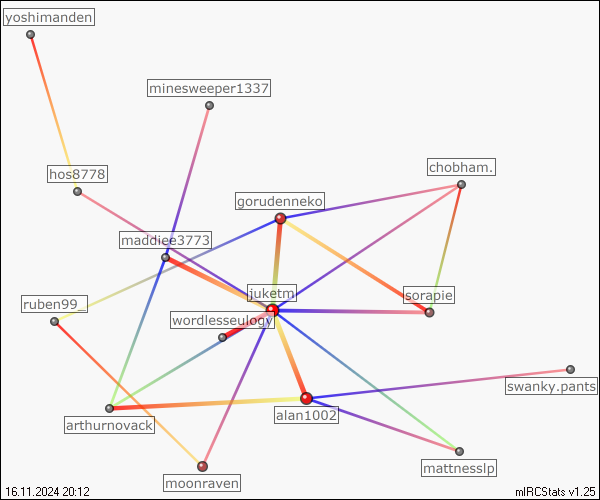 yoshimanden
minesweeper1337
hos8778
chobham.
gorudenneko
maddiee3773
juketm
sorapie
ruben99_
wordlesseulogy
swanky.pants
alan1002
arthurnovack
mattnesslp
moonraven
16.11.2024 20:12
mIRCStats v1.25